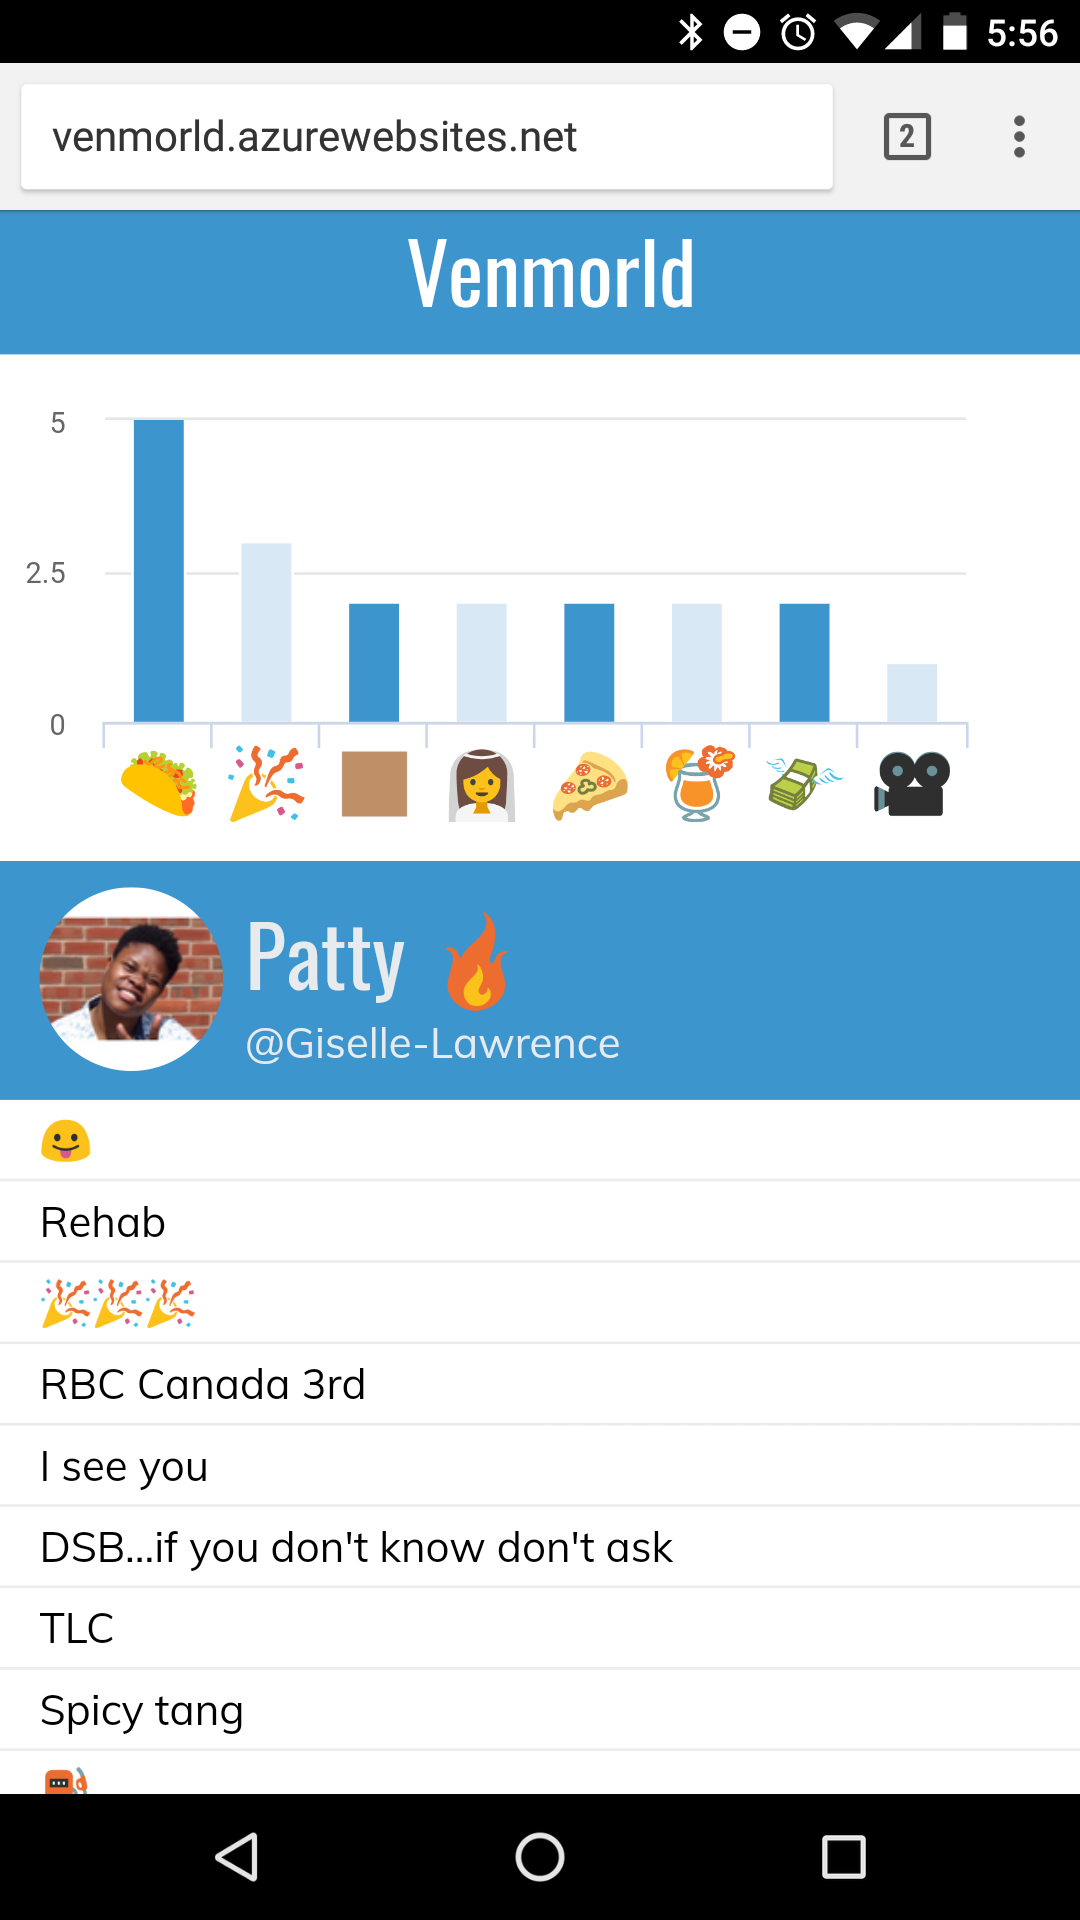 5:56
venmorld.azurewebsites.net
2
Venmorld
5
2.5
0
🌮 🎉 🏽 👰 🍕 🍹 💸 🎥
Patty 🔥
@Giselle-Lawrence
😛
Rehab
🎉🎉🎉
RBC Canada 3rd
I see you
DSB...if you don't know don't ask
TLC
Spicy tang
⛽